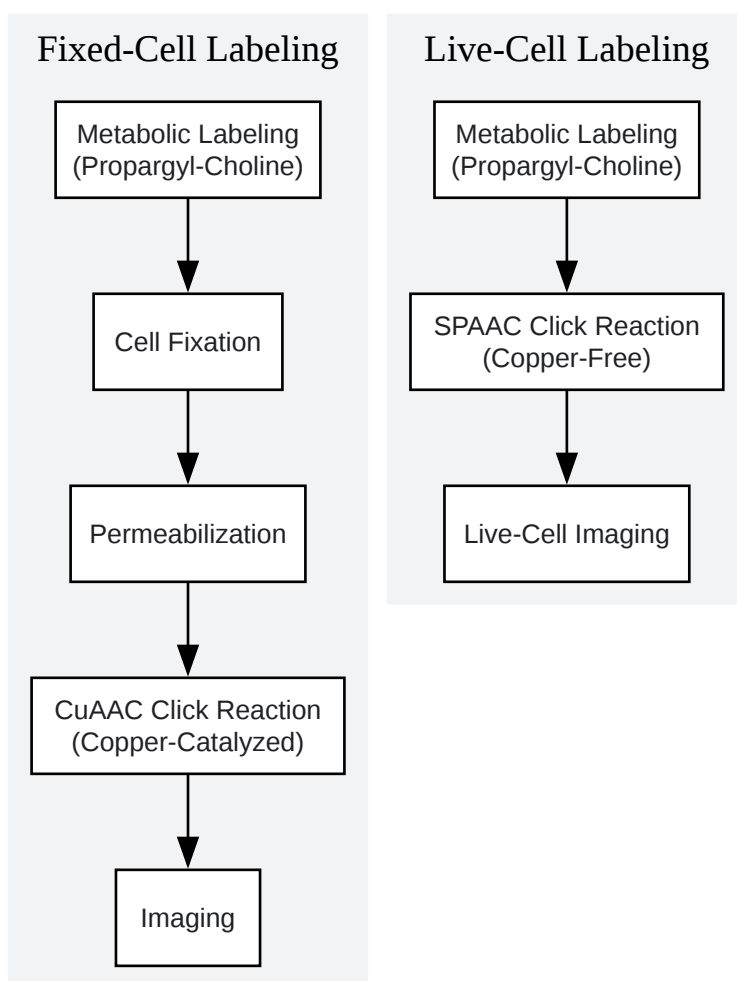 Fixed-Cell Labeling
Metabolic Labeling
(Propargyl-Choline)
Cell Fixation
Permeabilization
CuAAC Click Reaction
(Copper-Catalyzed)
Imaging
Live-Cell Labeling
Metabolic Labeling
(Propargyl-Choline)
SPAAC Click Reaction
(Copper-Free)
Live-Cell Imaging